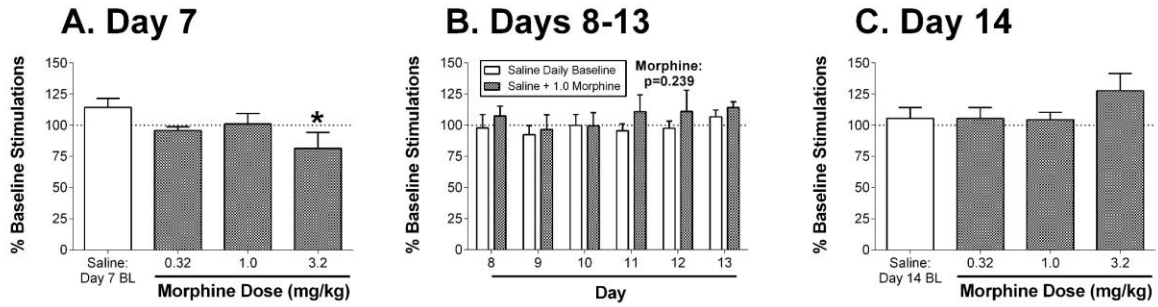 A. Day 7
% Baseline Stimulations
150
125
100
75
50
25
0
*
Saline:
Day 7 BL
0.32
1.0
3.2
Morphine Dose (mg/kg)
B. Days 8-13
% Baseline Stimulations
150
125
100
75
50
25
0
Saline Daily Baseline
Saline + 1.0 Morphine
Morphine:
p=0.239
8
9
10
11
12
13
Day
C. Day 14
% Baseline Stimulations
150
125
100
75
50
25
0
Saline:
Day 14 BL
0.32
1.0
3.2
Morphine Dose (mg/kg)